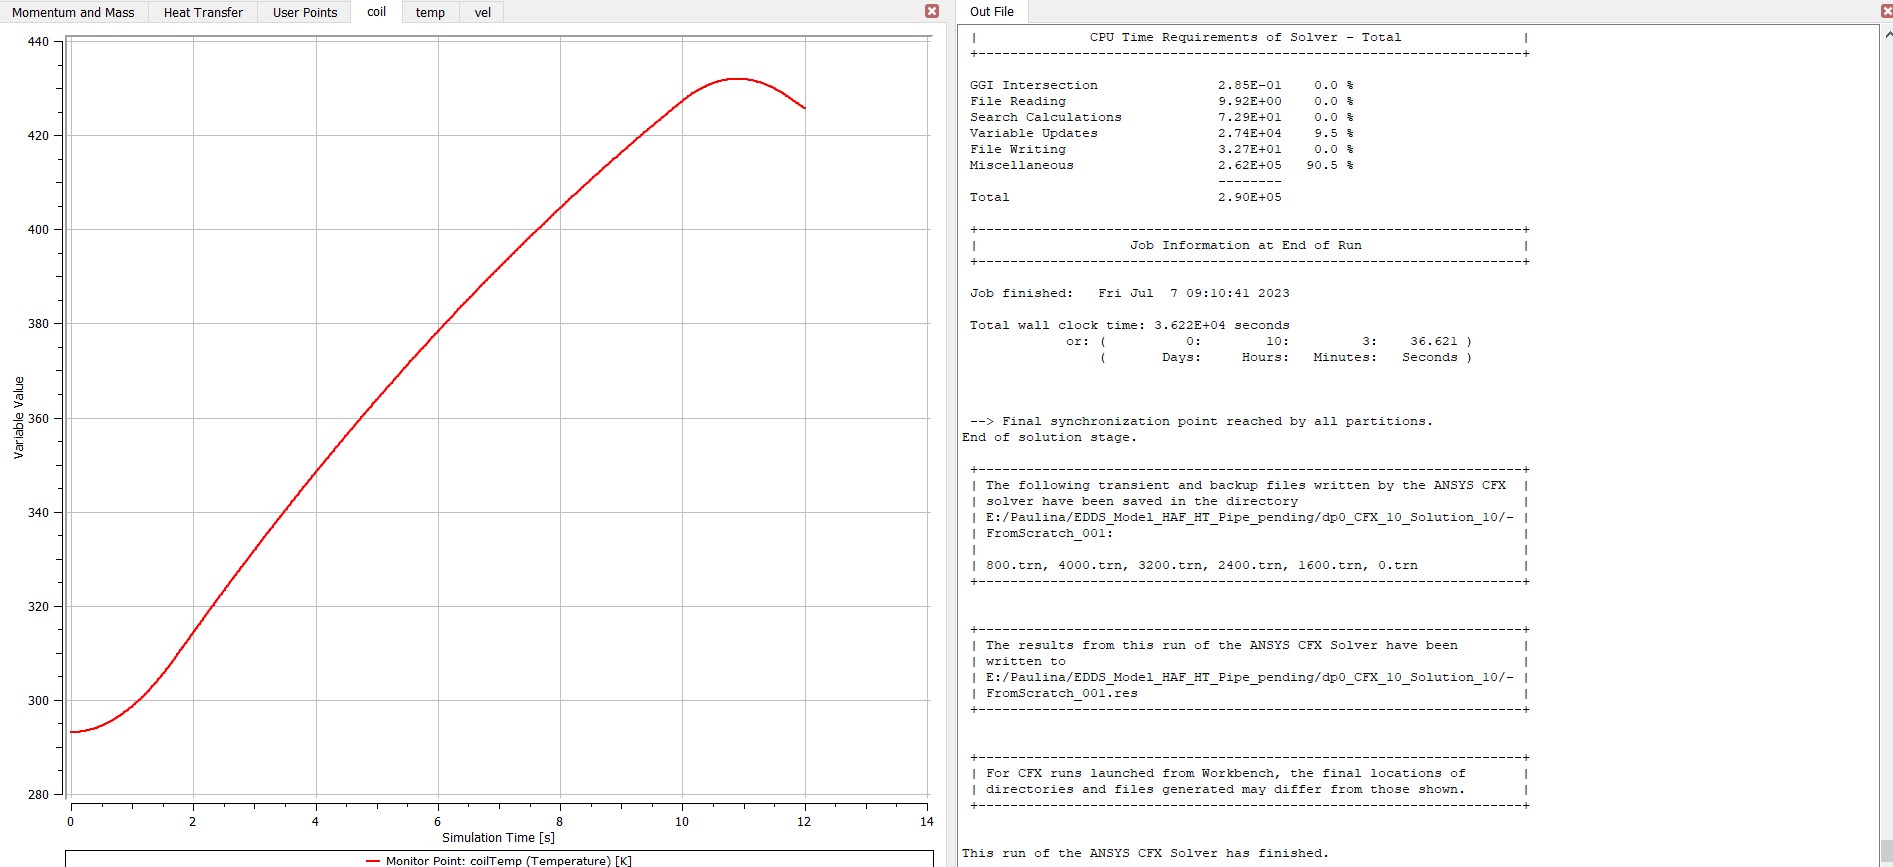 Momentum and Mass
Heat Transfer
User Points
coil
temp
vel
440
420
400
380
360
340
320
300
280
Variable Value
0 2 4 6 8 10 12 14
Simulation Time [s]
Monitor Point: coilTemp (Temperature) [K]
Out File
| CPU Time Requirements of Solver - Total |
+--------------------------------------------------------------------+
GGI Intersection 2.85E-01 0.0 %
File Reading 9.92E+00 0.0 %
Search Calculations 7.29E+01 0.0 %
Variable Updates 2.74E+04 9.5 %
File Writing 3.27E+01 0.0 %
Miscellaneous 2.62E+05 90.5 %
--------
Total 2.90E+05
+--------------------------------------------------------------------+
| Job Information at End of Run |
+--------------------------------------------------------------------+
Job finished: Fri Jul 7 09:10:41 2023
Total wall clock time: 3.622E+04 seconds
or: ( 0: 10: 3: 36.621 )
( Days: Hours: Minutes: Seconds )
--> Final synchronization point reached by all partitions.
End of solution stage.
+--------------------------------------------------------------------+
| The following transient and backup files written by the ANSYS CFX |
| solver have been saved in the directory |
| E:/Paulina/EDDS_Model_HAF_HT_Pipe_pending/dp0_CFX_10_Solution_10/- |
| FromScratch_001: |
| |
| 800.trn, 4000.trn, 3200.trn, 2400.trn, 1600.trn, 0.trn |
+--------------------------------------------------------------------+
+--------------------------------------------------------------------+
| The results from this run of the ANSYS CFX Solver have been |
| written to |
| E:/Paulina/EDDS_Model_HAF_HT_Pipe_pending/dp0_CFX_10_Solution_10/- |
| FromScratch_001.res |
+--------------------------------------------------------------------+
+--------------------------------------------------------------------+
| For CFX runs launched from Workbench, the final locations of |
| directories and files generated may differ from those shown. |
+--------------------------------------------------------------------+
This run of the ANSYS CFX Solver has finished.